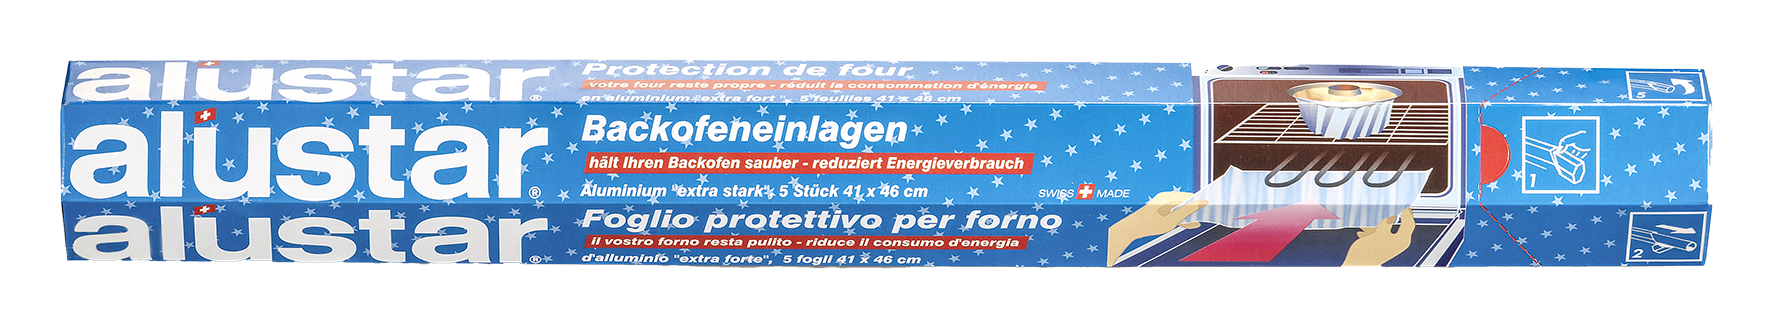 alustar®
Protection de four
votre four reste propre - réduit la consommation d'énergie
en aluminium "extra fort", 5 feuilles 41 x 46 cm
alustar®
Backofeneinlagen
hält Ihren Backofen sauber - reduziert Energieverbrauch
Aluminium "extra stark", 5 Stück 41 x 46 cm
SWISS MADE
alustar®
Foglio protettivo per forno
il vostro forno resta pulito - riduce il consumo d'energia
d'alluminio "extra forte", 5 fogli 41 x 46 cm
5
1
2